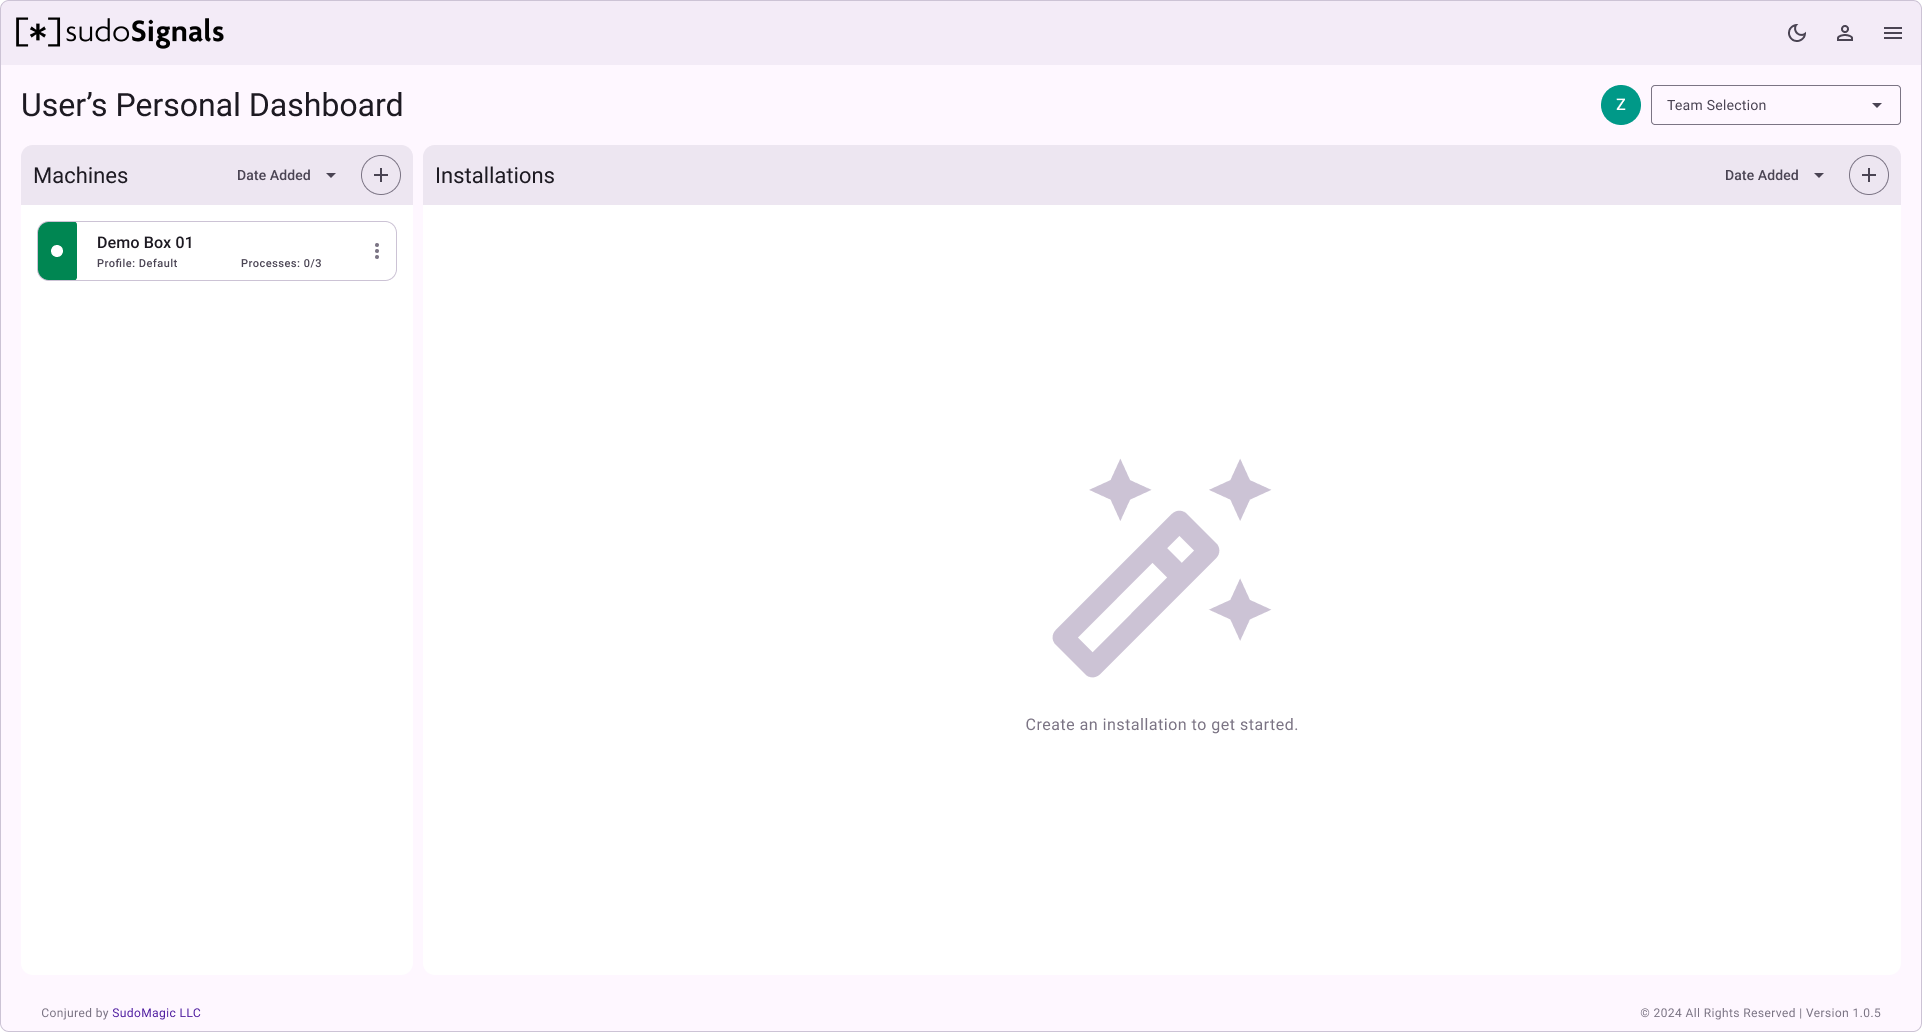 [*]sudoSignals
User’s Personal Dashboard
Z
Team Selection
Machines
Date Added
Installations
Date Added
Demo Box 01
Profile: Default
Processes: 0/3
Create an installation to get started.
Conjured by SudoMagic LLC
© 2024 All Rights Reserved | Version 1.0.5